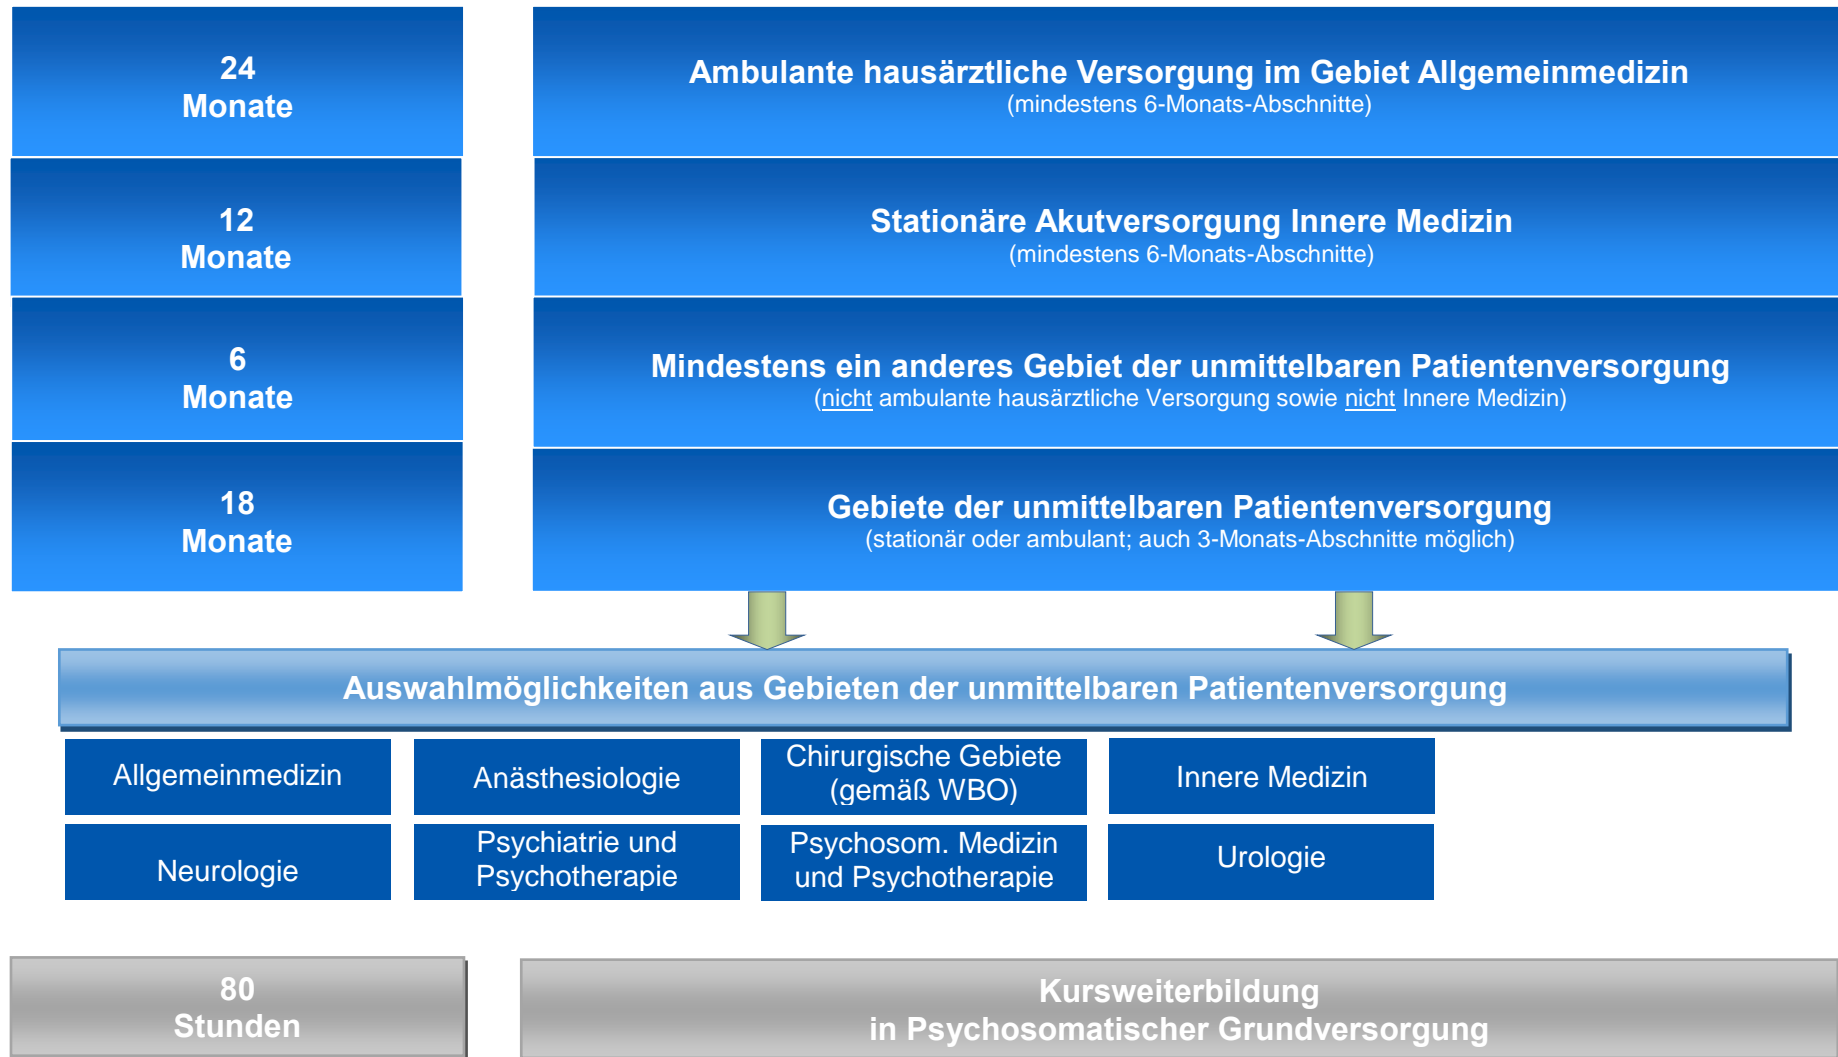 24
Monate
Ambulante hausärztliche Versorgung im Gebiet Allgemeinmedizin
(mindestens 6-Monats-Abschnitte)
12
Monate
Stationäre Akutversorgung Innere Medizin
(mindestens 6-Monats-Abschnitte)
6
Monate
Mindestens ein anderes Gebiet der unmittelbaren Patientenversorgung
(nicht ambulante hausärztliche Versorgung sowie nicht Innere Medizin)
18
Monate
Gebiete der unmittelbaren Patientenversorgung
(stationär oder ambulant; auch 3-Monats-Abschnitte möglich)
Auswahlmöglichkeiten aus Gebieten der unmittelbaren Patientenversorgung
Allgemeinmedizin
Anästhesiologie
Chirurgische Gebiete
(gemäß WBO)
Innere Medizin
Neurologie
Psychiatrie und
Psychotherapie
Psychosom. Medizin
und Psychotherapie
Urologie
80
Stunden
Kursweiterbildung
in Psychosomatischer Grundversorgung